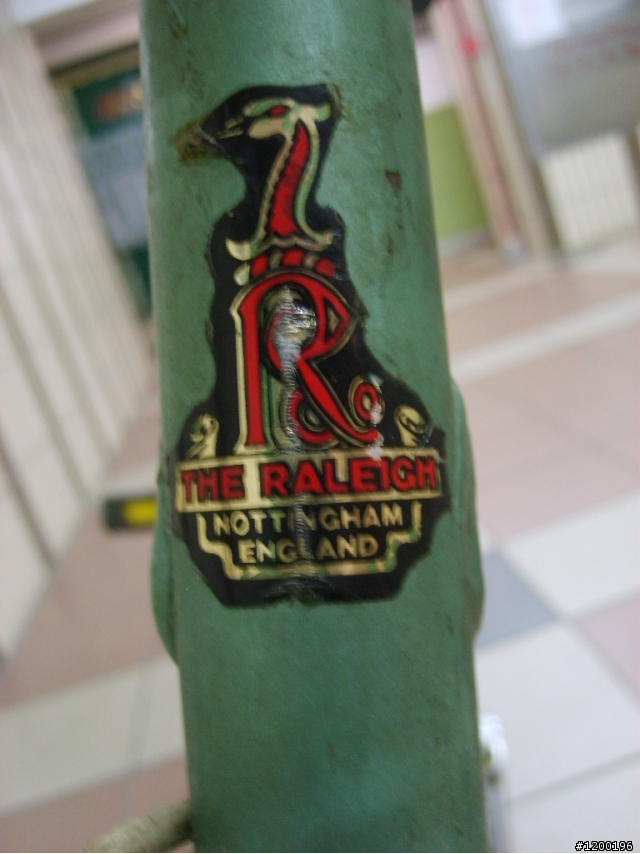 R
THE RALEIGH
NOTTINGHAM
ENGLAND
#1200196